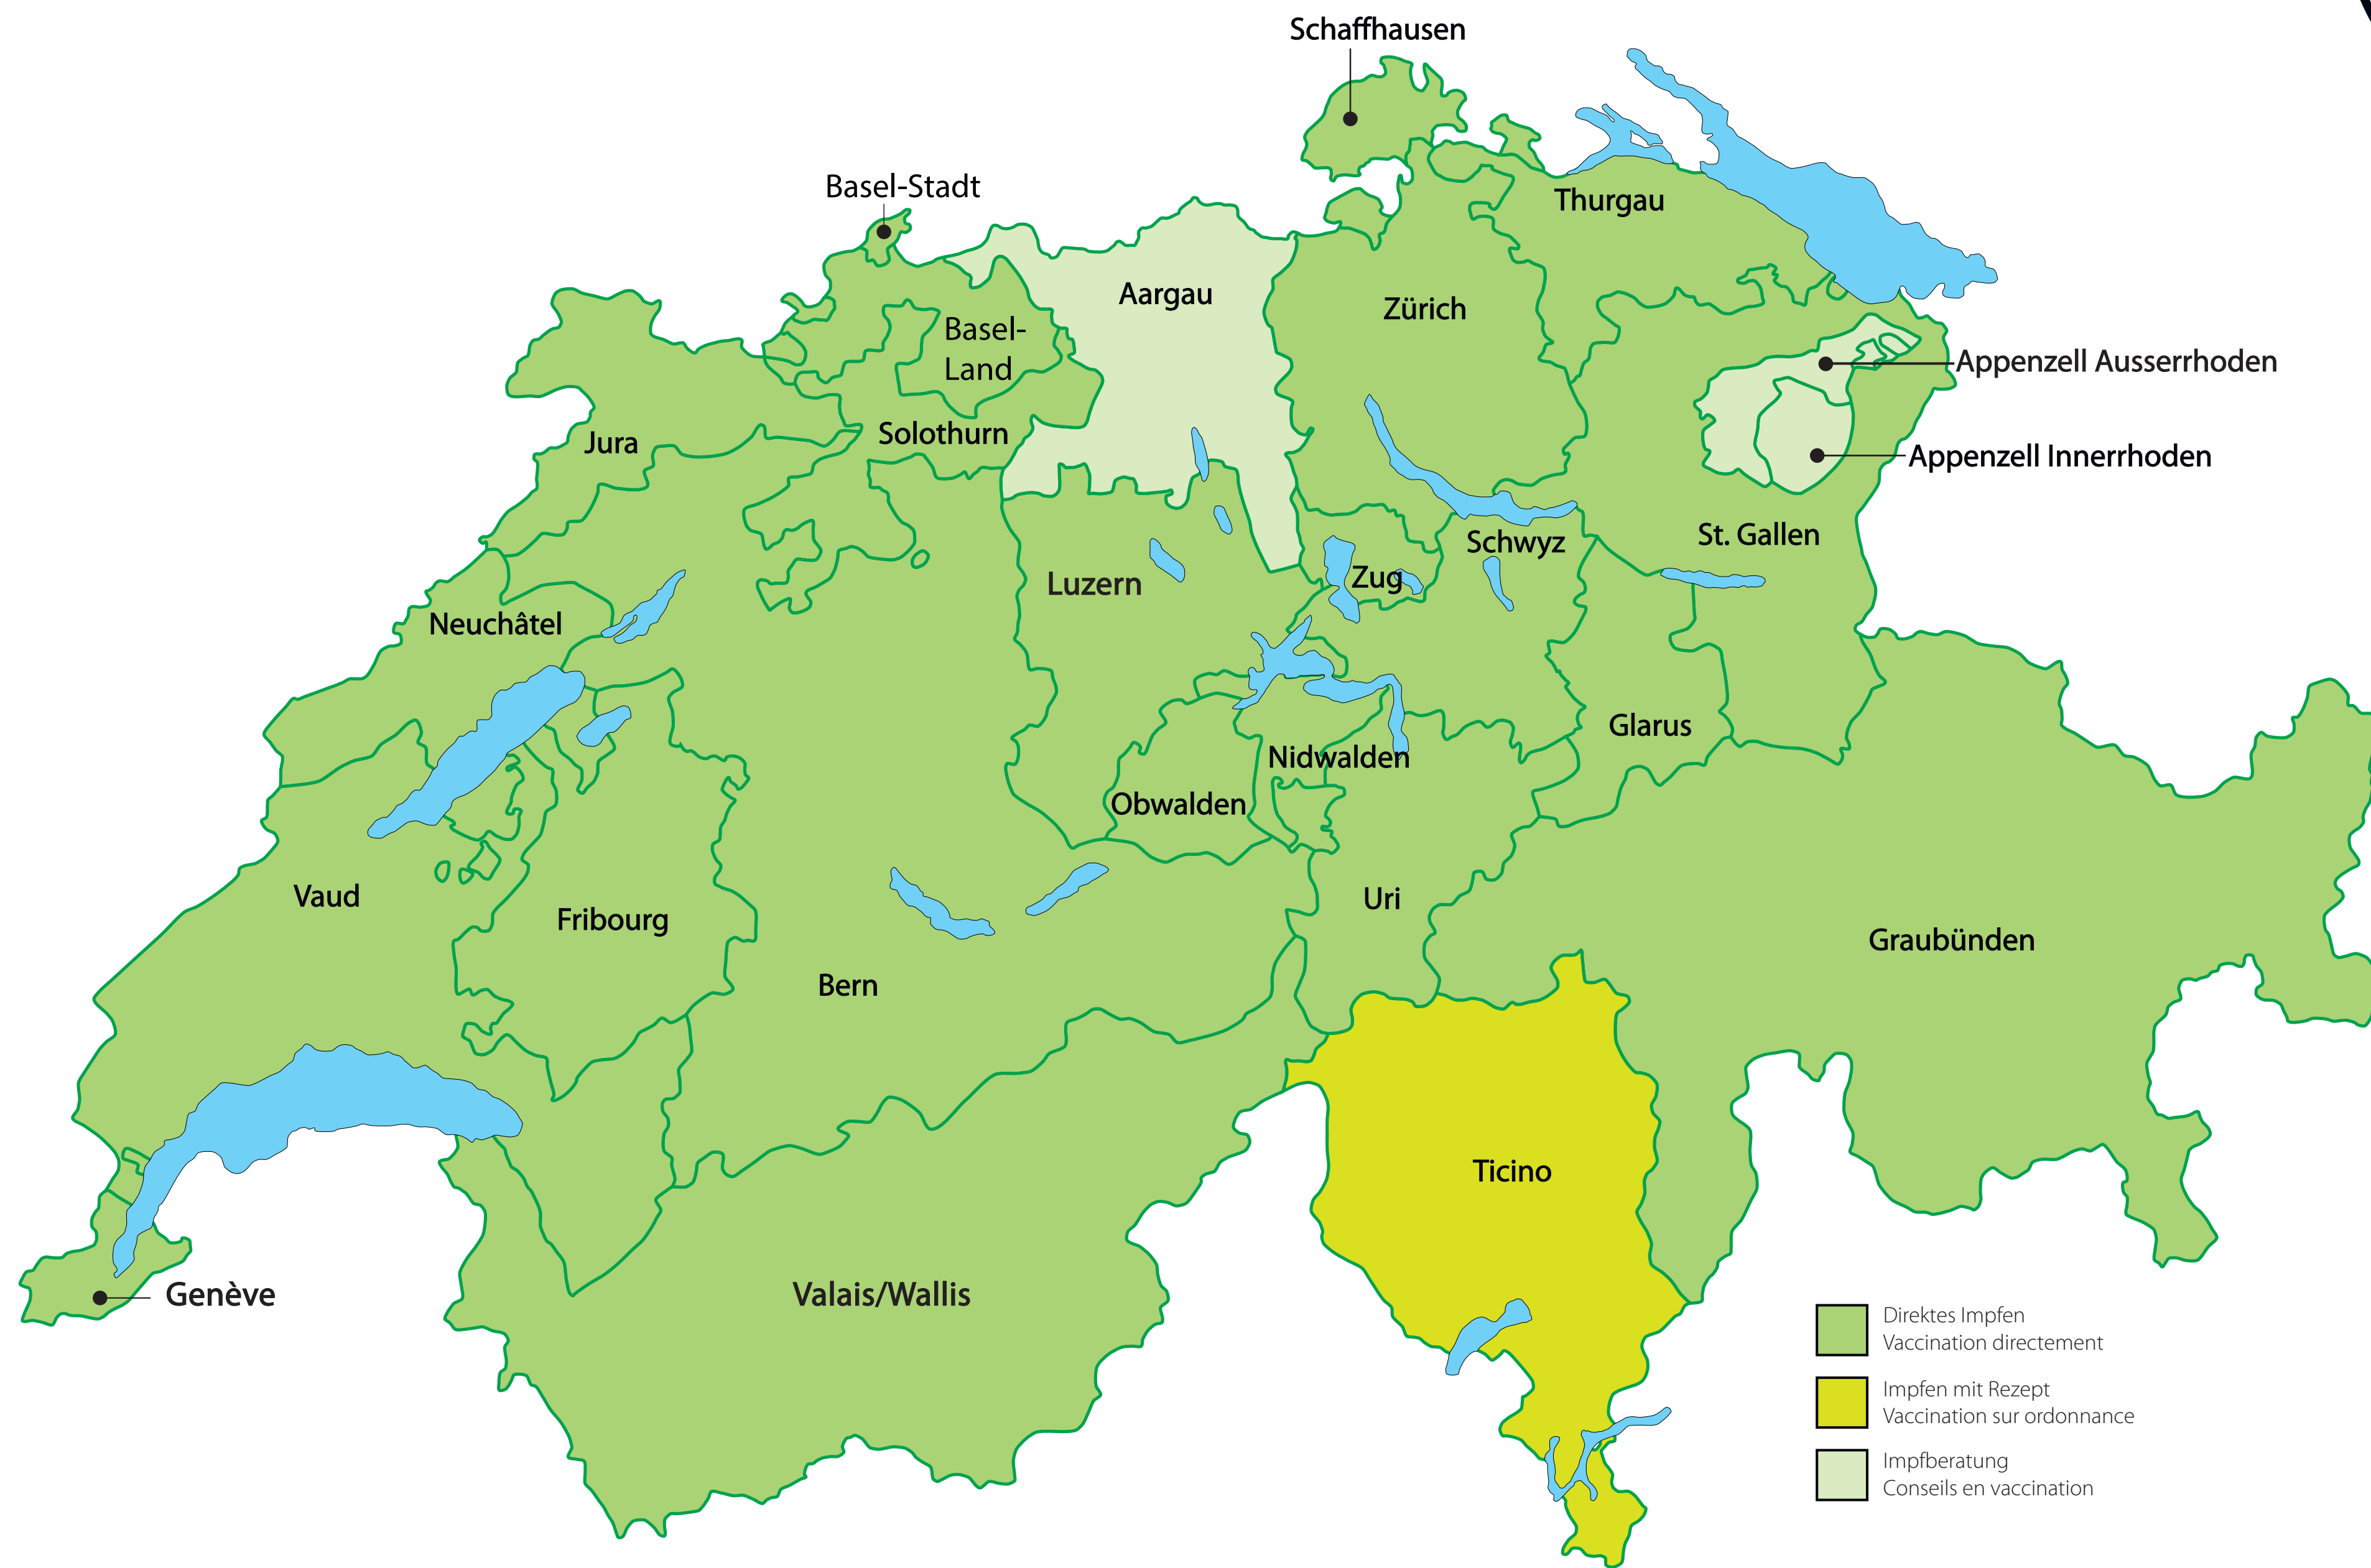 Schaffhausen
Basel-Stadt
Thurgau
Aargau
Zürich
Basel-
Land
Appenzell Ausserrhoden
Solothurn
Jura
Appenzell Innerrhoden
St. Gallen
Schwyz
Zug
Luzern
Neuchâtel
Glarus
Nidwalden
Obwalden
Vaud
Uri
Fribourg
Graubünden
Bern
Ticino
Genève
Valais/Wallis
Direktes Impfen
Vaccination directement
Impfen mit Rezept
Vaccination sur ordonnance
Impfberatung
Conseils en vaccination